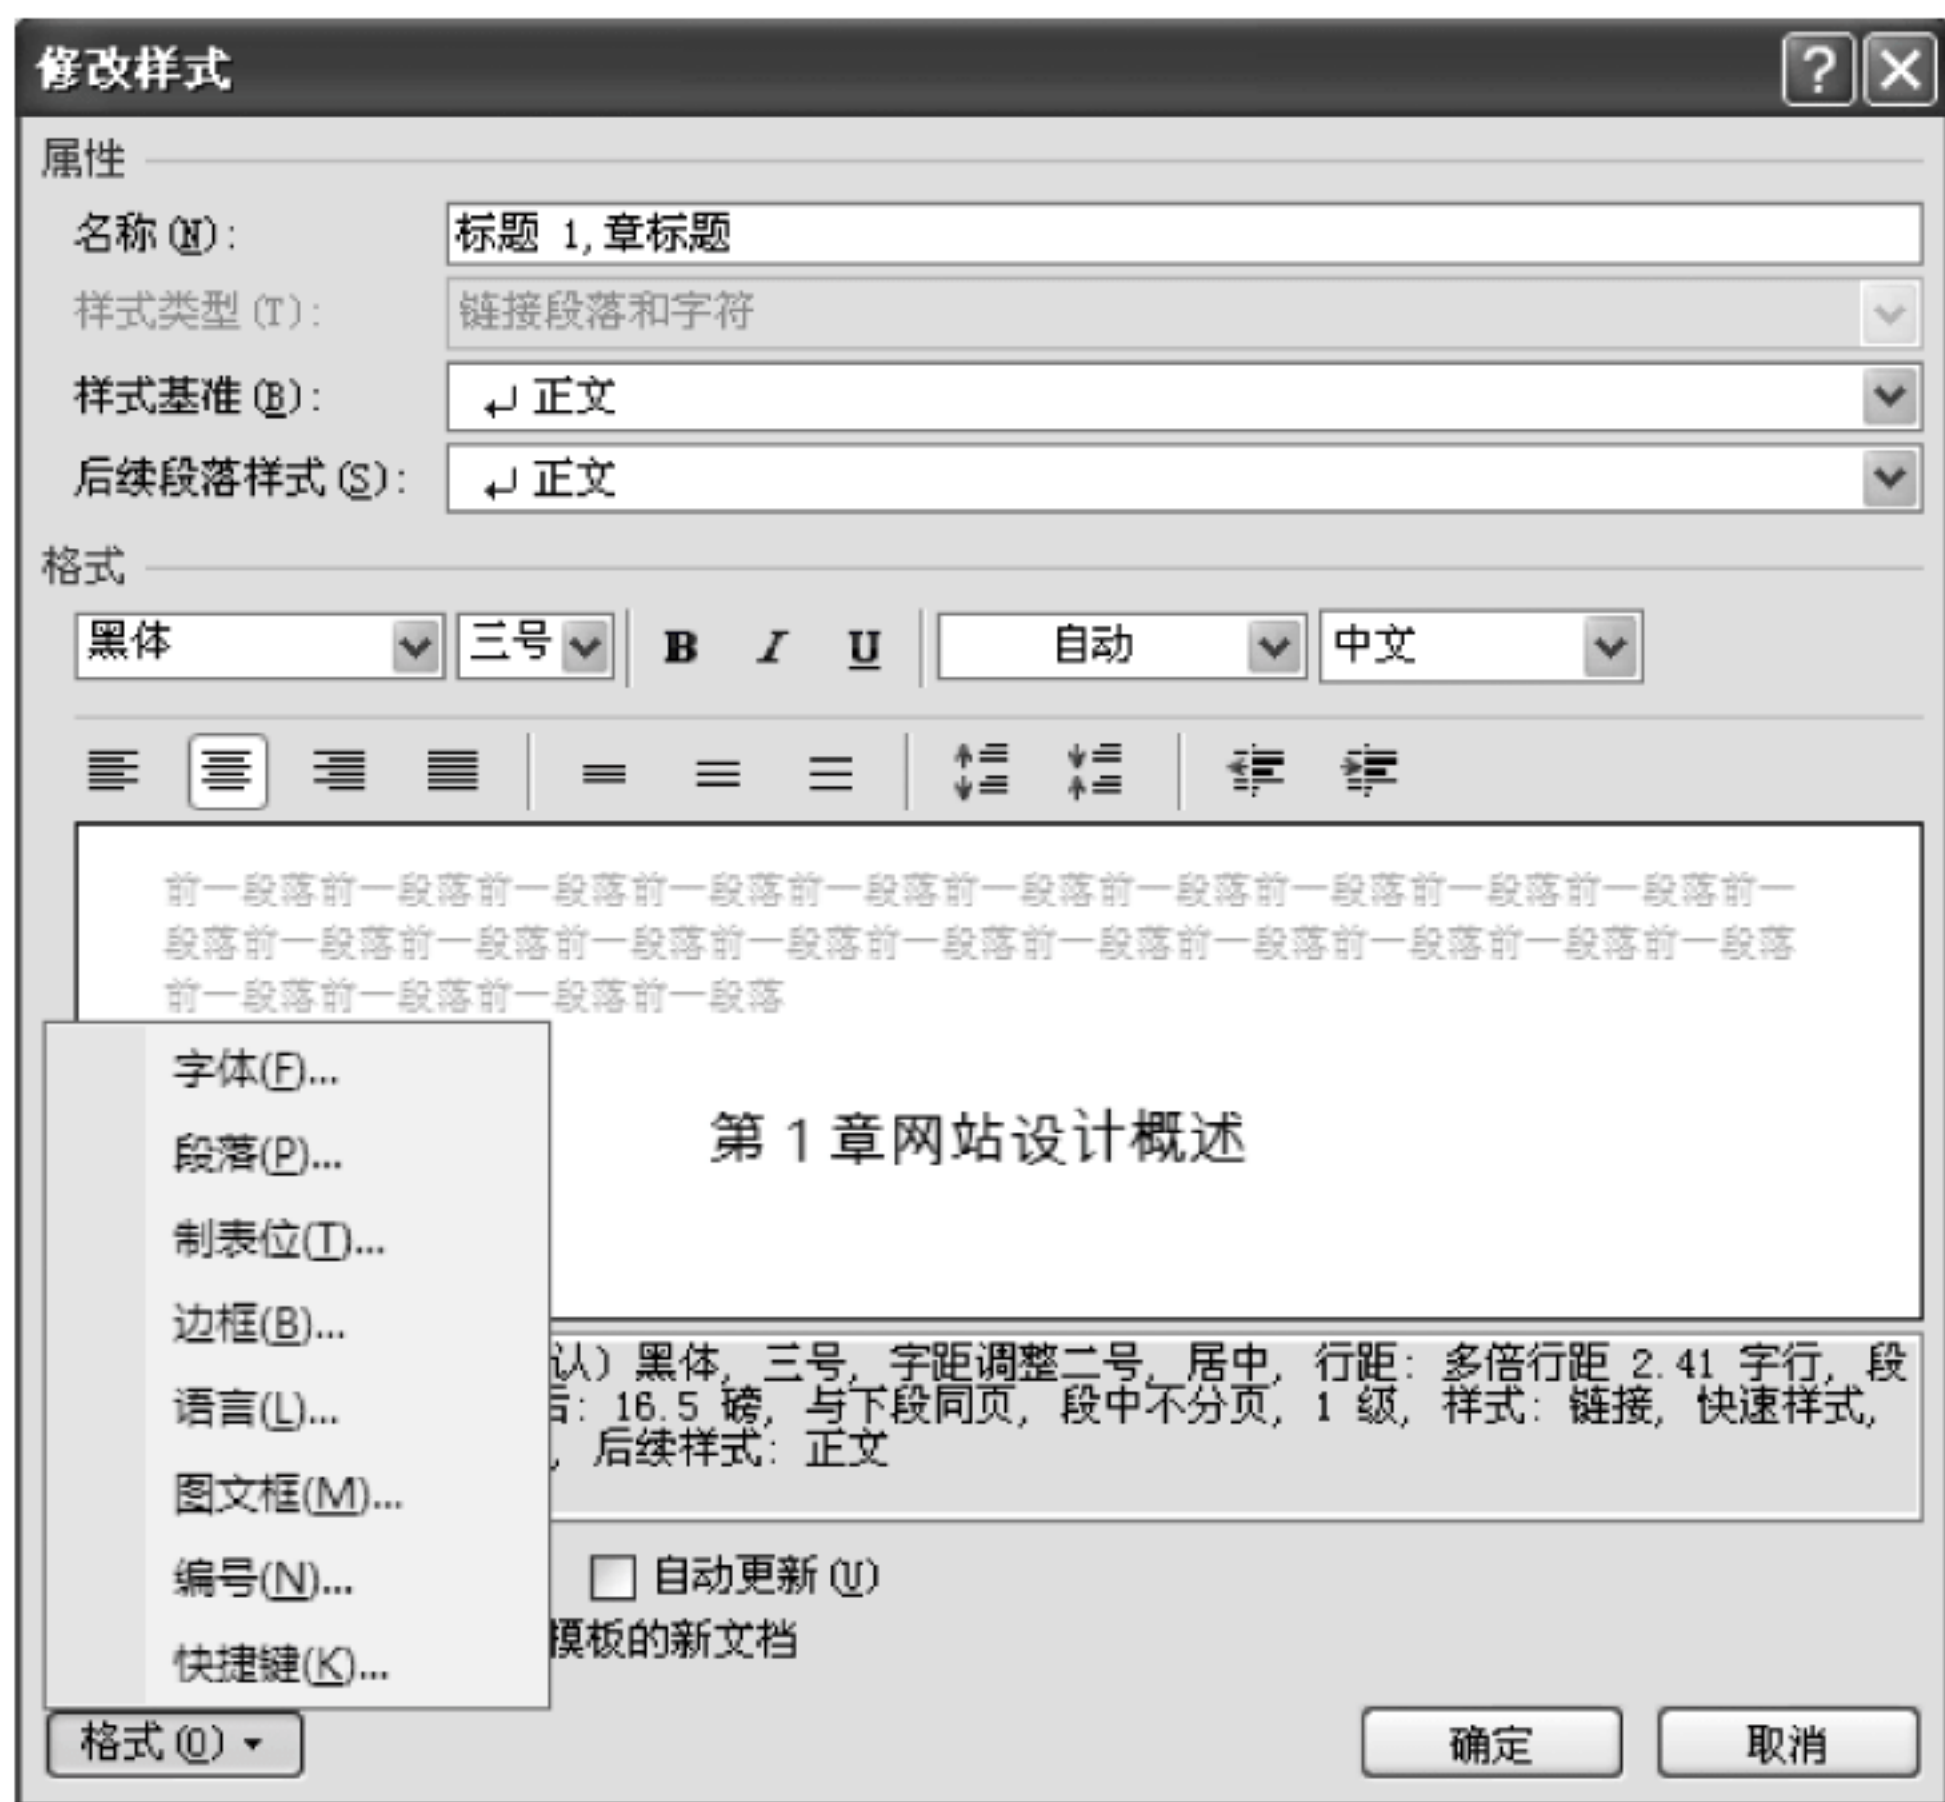 修改样式
属性
名称(N):
标题 1,章标题
样式类型(T):
链接段落和字符
样式基准(B):
正文
后续段落样式(S):
正文
格式
黑体 三号 B I U 自动 中文
前一段落前一段落前一段落前一段落前一段落前一段落前一段落前一段落前一段落前一段落前一
段落前一段落前一段落前一段落前一段落前一段落前一段落前一段落前一段落前一段落前一段落
前一段落前一段落前一段落前一段落
第 1 章网站设计概述
字体(F)...
段落(P)...
制表位(T)...
边框(B)...
语言(L)...
图文框(M)...
编号(N)...
快捷键(K)...
认) 黑体, 三号, 字距调整二号, 居中, 行距: 多倍行距 2.41 字行, 段
后: 16.5 磅, 与下段同页, 段中不分页, 1 级, 样式: 链接, 快速样式,
, 后续样式: 正文
自动更新(U)
模板的新文档
格式(O)
确定
取消